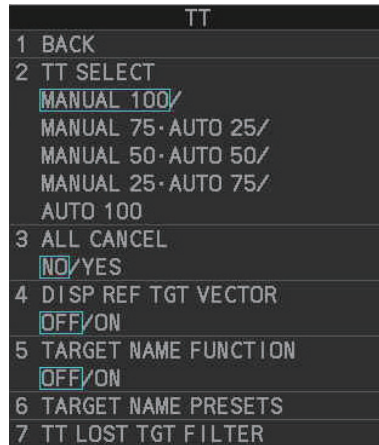 TT
1 BACK
2 TT SELECT
MANUAL 100/
MANUAL 75·AUTO 25/
MANUAL 50·AUTO 50/
MANUAL 25·AUTO 75/
AUTO 100
3 ALL CANCEL
NO/YES
4 DISP REF TGT VECTOR
OFF/ON
5 TARGET NAME FUNCTION
OFF/ON
6 TARGET NAME PRESETS
7 TT LOST TGT FILTER